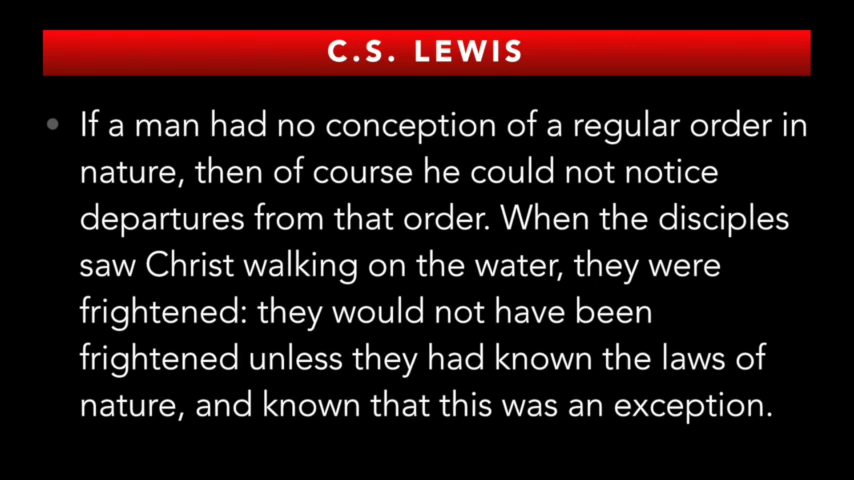 C.S. LEWIS
• If a man had no conception of a regular order in
nature, then of course he could not notice
departures from that order. When the disciples
saw Christ walking on the water, they were
frightened: they would not have been
frightened unless they had known the laws of
nature, and known that this was an exception.